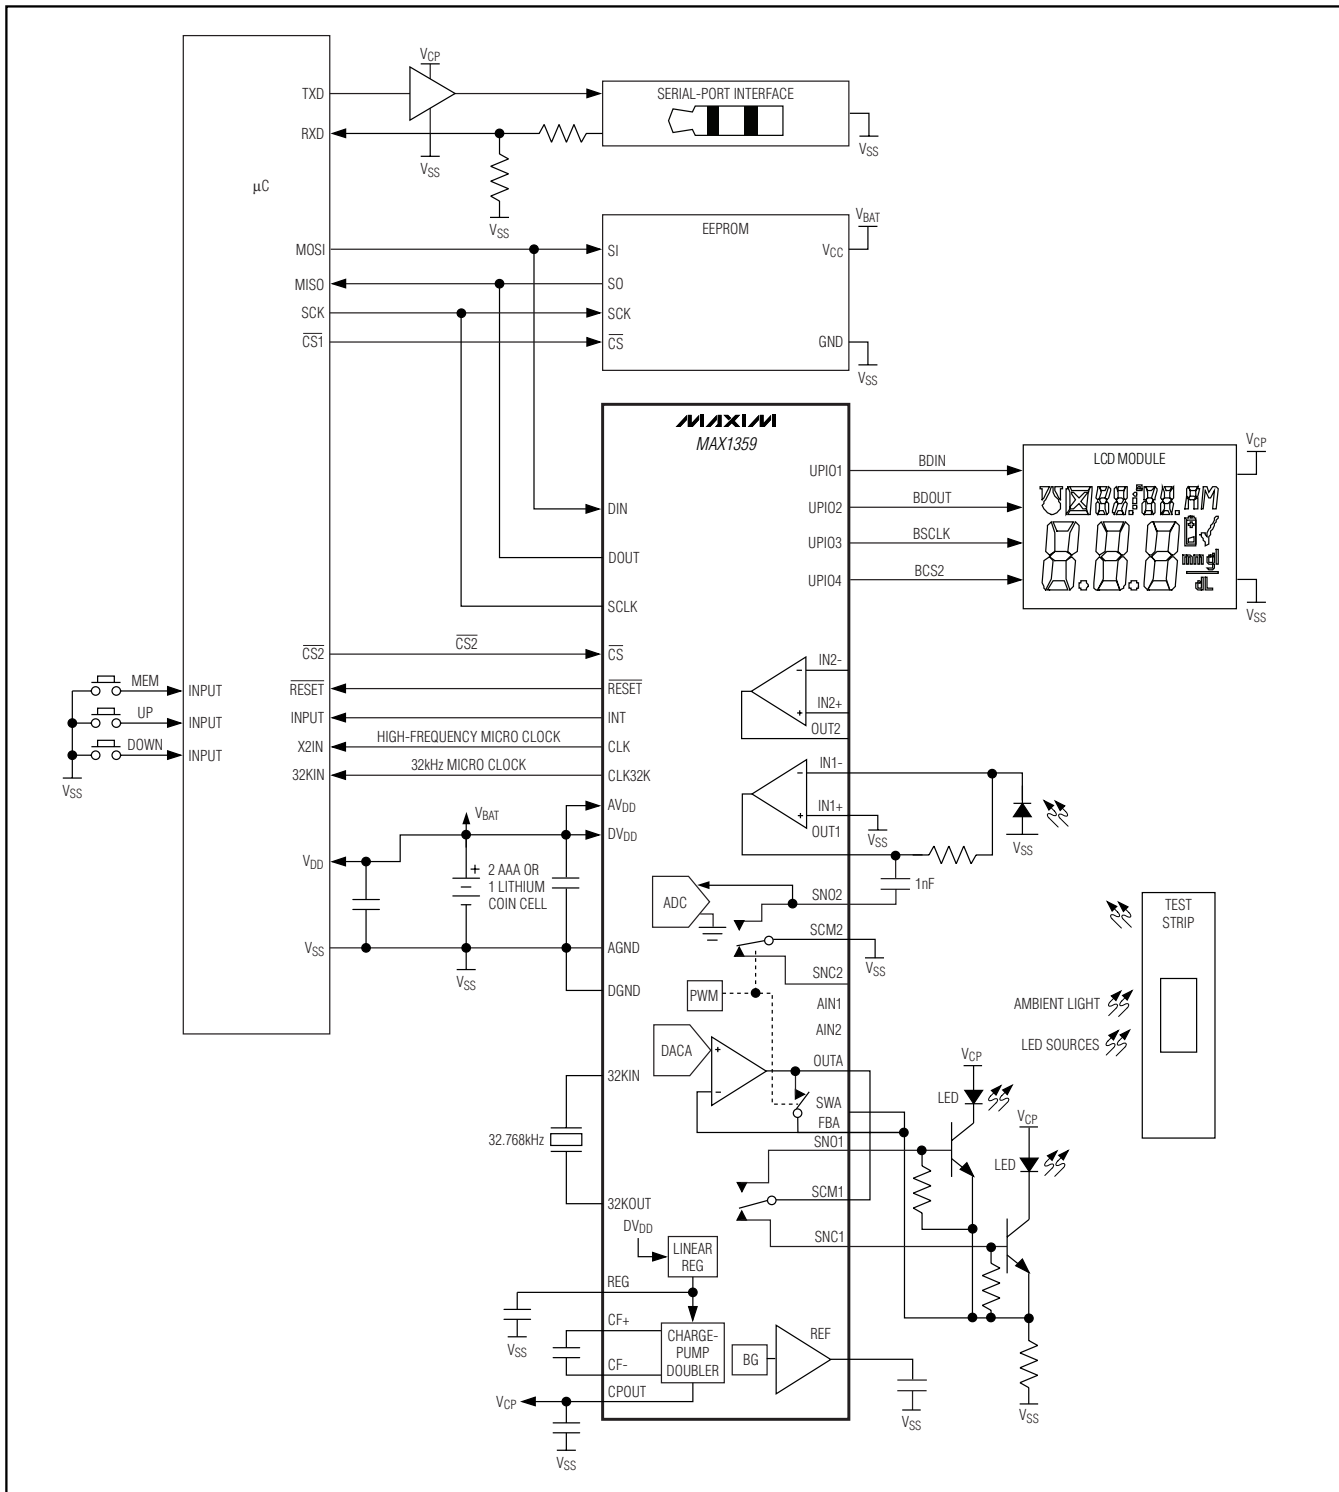 VCP
TXD
SERIAL-PORT INTERFACE
RXD
VSS
VSS
μC
VSS
VBAT
EEPROM
MOSI
SI
VCC
MISO
SO
SCK
SCK
CS1
CS
GND
VSS
MAXIM
MAX1359
VCP
LCD MODULE
UPIO1
BDIN
88:88. AM
UPIO2
BDOUT
UPIO3
BSCLK
8.8.8
mmgl
dL
UPIO4
BCS2
VSS
DIN
DOUT
SCLK
CS2
CS2
CS
IN2-
MEM
INPUT
RESET
RESET
IN2+
UP
INPUT
INPUT
INT
OUT2
DOWN
INPUT
X2IN
HIGH-FREQUENCY MICRO CLOCK
CLK
VSS
32KIN
32kHz MICRO CLOCK
CLK32K
IN1-
AVDD
IN1+
VBAT
DVDD
OUT1
VSS
VSS
VDD
+ 2 AAA OR
1 LITHIUM
COIN CELL
1nF
ADC
SNO2
TEST
STRIP
SCM2
VSS
VSS
AGND
VSS
SNC2
DGND
PWM
AIN1
AMBIENT LIGHT
AIN2
LED SOURCES
DACA
OUTA
VCP
32KIN
SWA
LED
FBA
VCP
32.768kHz
SNO1
LED
32KOUT
SCM1
DVDD
SNC1
LINEAR
REG
REG
VSS
CF+
CHARGE-
PUMP
DOUBLER
REF
CF-
BG
CPOUT
VCP
VSS
VSS
VSS